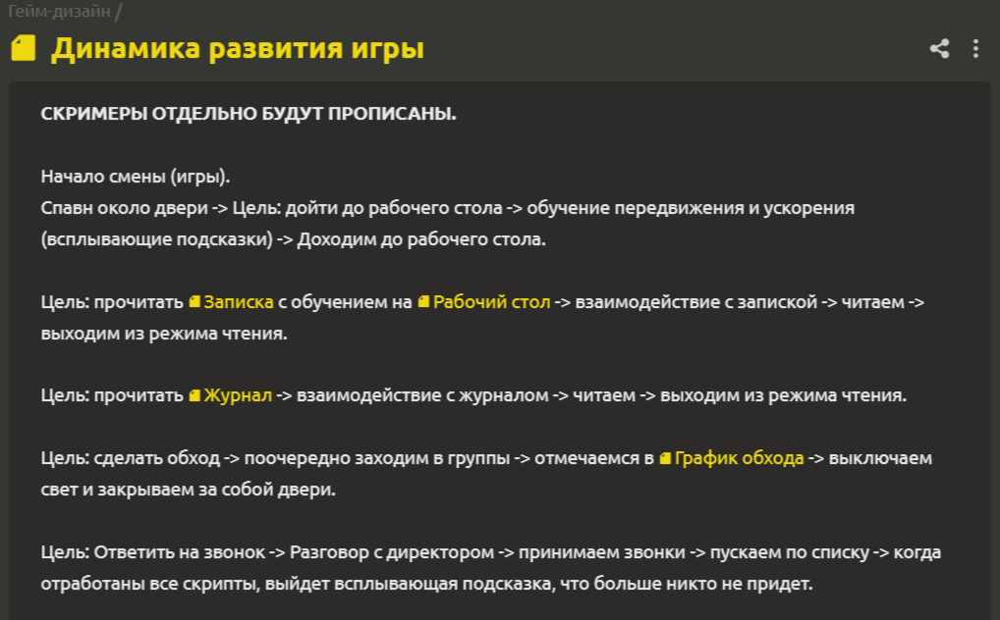 Гейм-дизайн /
Динамика развития игры
СКРИМЕРЫ ОТДЕЛЬНО БУДУТ ПРОПИСАНЫ.
Начало смены (игры).
Спавн около двери -> Цель: дойти до рабочего стола -> обучение передвижения и ускорения
(всплывающие подсказки) -> Доходим до рабочего стола.
Цель: прочитать Записка с обучением на Рабочий стол -> взаимодействие с запиской -> читаем ->
выходим из режима чтения.
Цель: прочитать Журнал -> взаимодействие с журналом -> читаем -> выходим из режима чтения.
Цель: сделать обход -> поочередно заходим в группы -> отмечаемся в График обхода -> выключаем
свет и закрываем за собой двери.
Цель: Ответить на звонок -> Разговор с директором -> принимаем звонки -> пускаем по списку -> когда
отработаны все скрипты, выйдет всплывающая подсказка, что больше никто не придет.